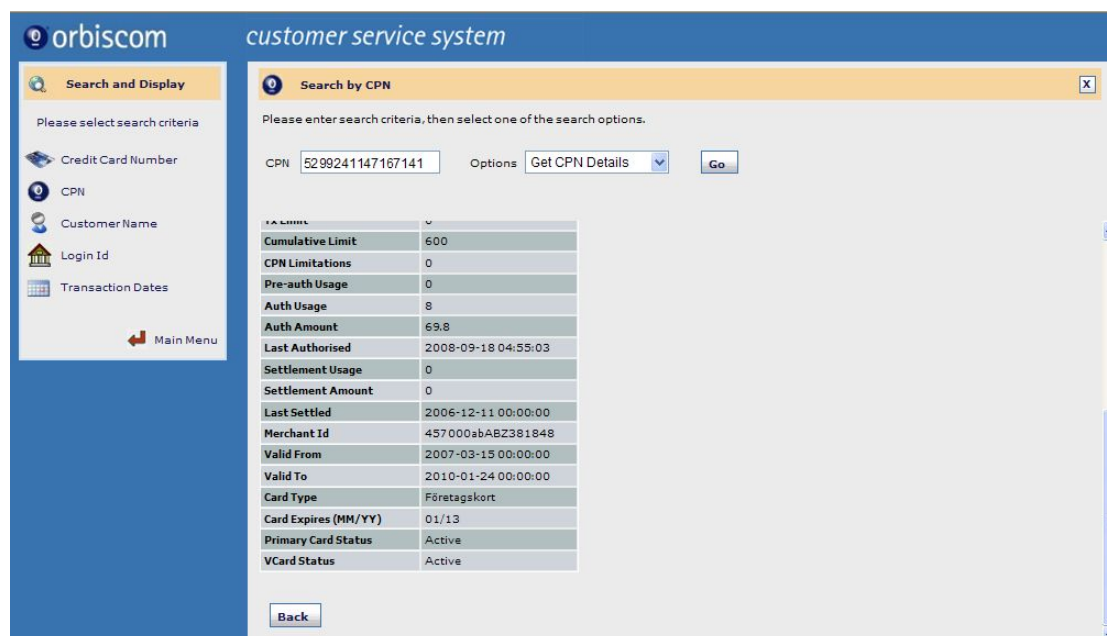 orbiscom
customer service system
Search and Display
Please select search criteria
Credit Card Number
CPN
Customer Name
Login Id
Transaction Dates
Main Menu
Search by CPN
X
Please enter search criteria, then select one of the search options.
CPN 5299241147167141 Options Get CPN Details Go
Tx Limit 0
Cumulative Limit 600
CPN Limitations 0
Pre-auth Usage 0
Auth Usage 8
Auth Amount 69.8
Last Authorised 2008-09-18 04:55:03
Settlement Usage 0
Settlement Amount 0
Last Settled 2006-12-11 00:00:00
Merchant Id 457000abABZ381848
Valid From 2007-03-15 00:00:00
Valid To 2010-01-24 00:00:00
Card Type Företagskort
Card Expires (MM/YY) 01/13
Primary Card Status Active
VCard Status Active
Back